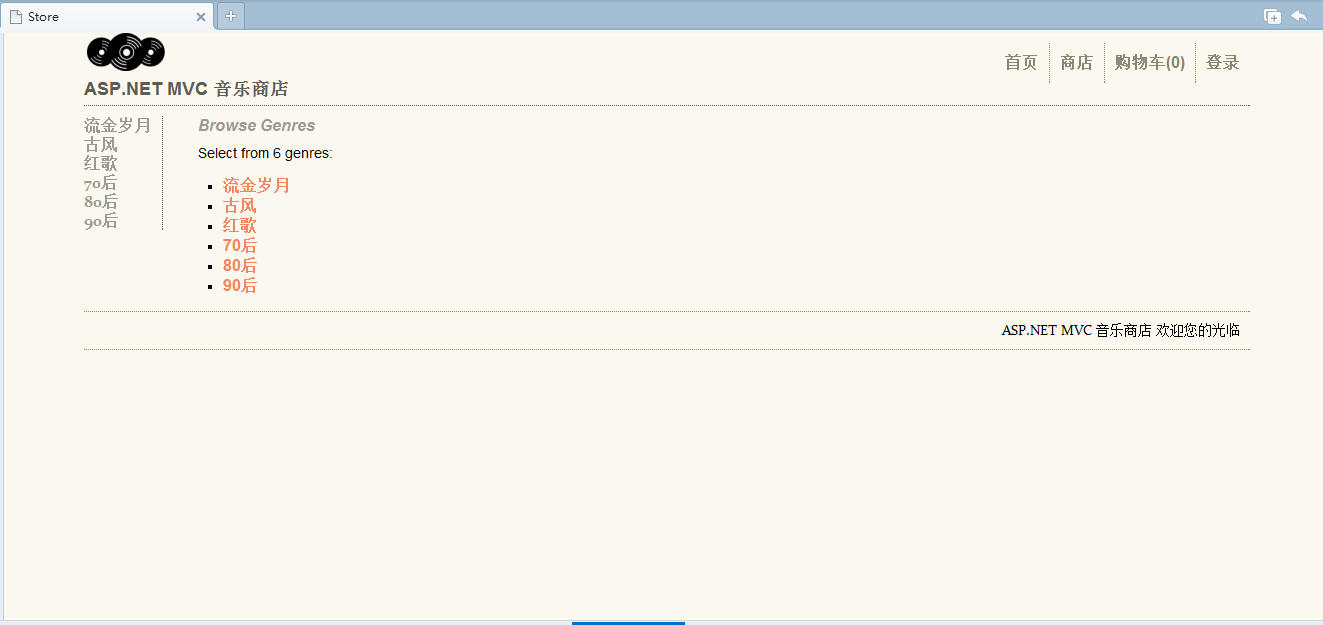 Store
首页 商店 购物车(0) 登录
ASP.NET MVC 音乐商店
流金岁月
古风
红歌
70后
80后
90后
Browse Genres
Select from 6 genres:
流金岁月
古风
红歌
70后
80后
90后
ASP.NET MVC 音乐商店 欢迎您的光临